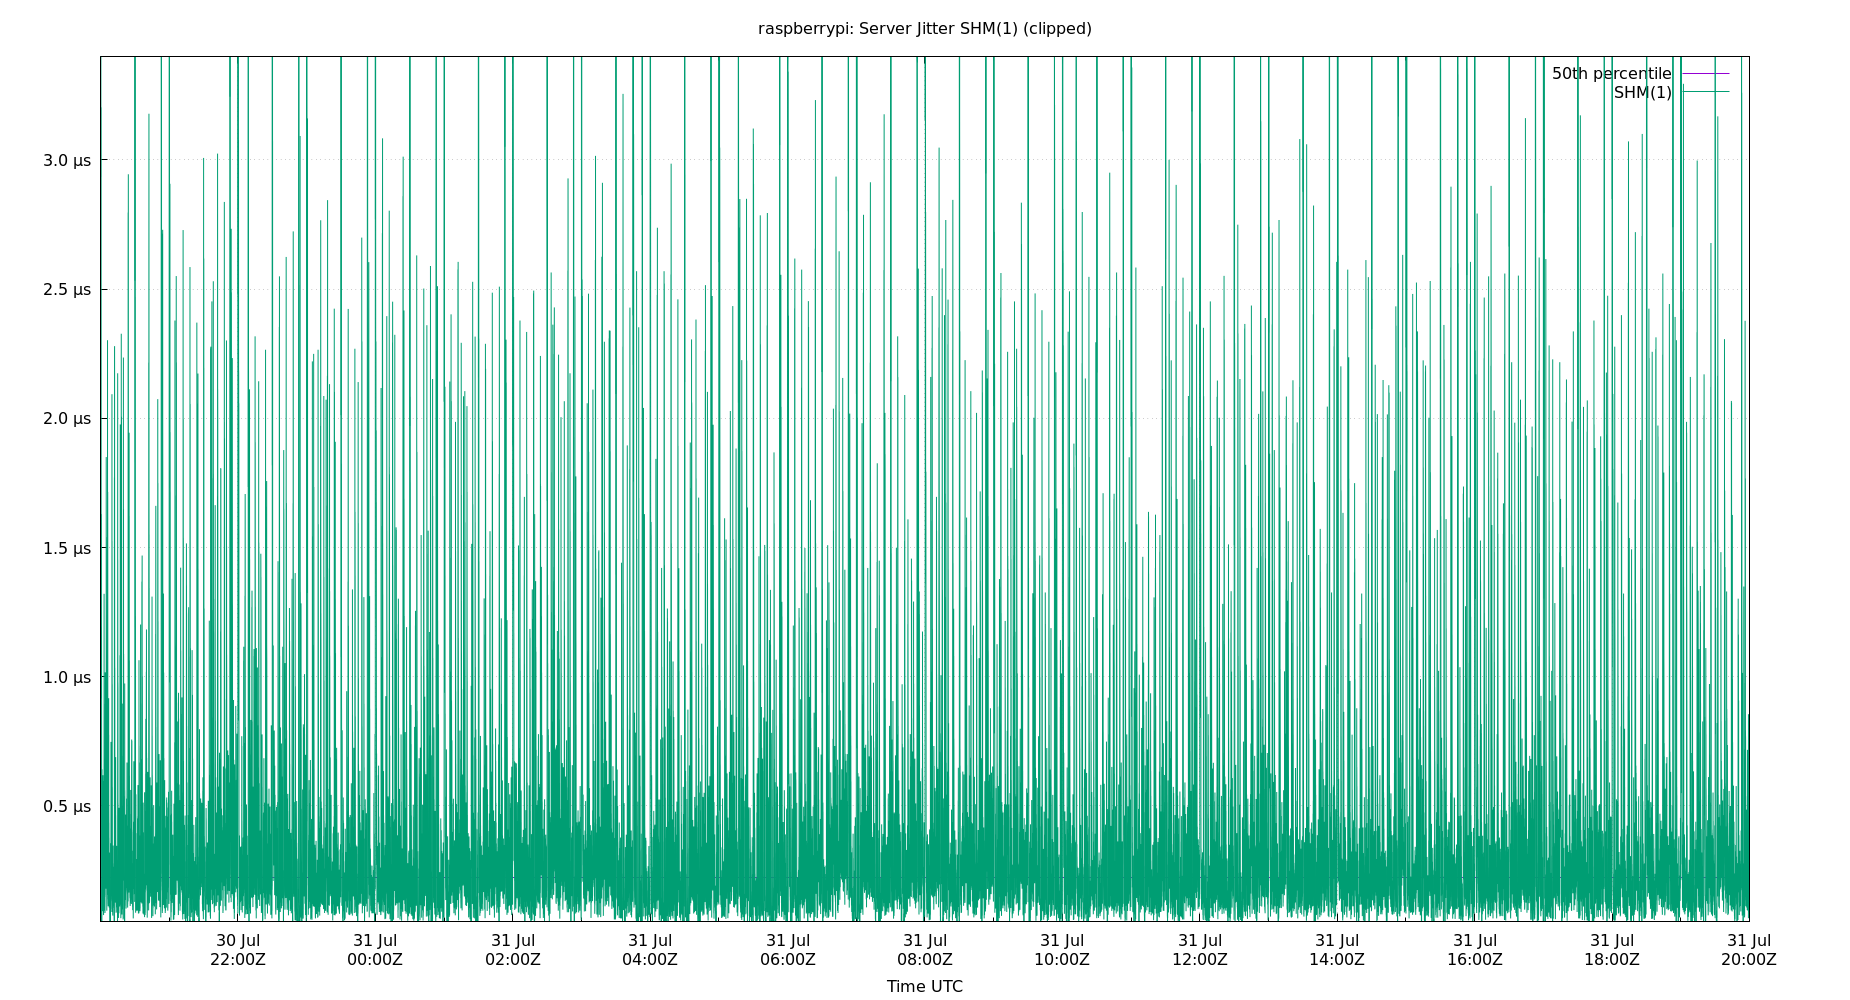 raspberrypi: Server Jitter SHM(1) (clipped)
50th percentile
SHM(1)
3.0 µs
2.5 µs
2.0 µs
1.5 µs
1.0 µs
0.5 µs
30 Jul 31 Jul 31 Jul 31 Jul 31 Jul 31 Jul 31 Jul 31 Jul 31 Jul 31 Jul 31 Jul 31 Jul
22:00Z 00:00Z 02:00Z 04:00Z 06:00Z 08:00Z 10:00Z 12:00Z 14:00Z 16:00Z 18:00Z 20:00Z
Time UTC